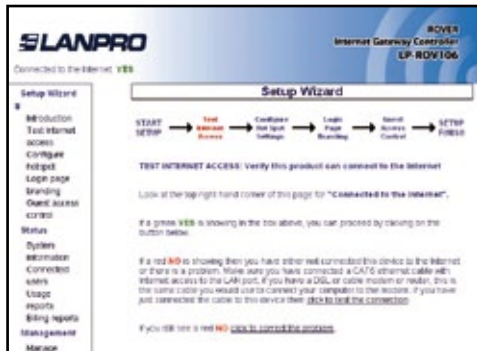 LANPRO
ROVER
Internet Gateway Controller
LP-ROV106
Connected to the Internet: YES
Setup Wizard
Introduction
Test Internet
access
Configure
hotspot
Login page
branding
Guest access
control
Status
System
information
Connected
users
Usage
reports
Billing reports
Management
Manage
Setup Wizard
START
SETUP
Test
Internet
Access
Configure
Hot Spot
Settings
Login
Page
Branding
Guest
Access
Control
SETUP
FINISH
TEST INTERNET ACCESS: Verify this product can connect to the Internet
Look at the top right hand corner of this page for "Connected to the Internet".
If a green YES is showing in the box above, you can proceed by clicking on the
button below.
If a red NO is showing then you have either not connected this device to the Internet
or there is a problem. Make sure you have connected a CAT5 ethernet cable with
Internet access to the LAN port, if you have a DSL or cable modem or router, this is
the same cable you would use to connect your computer to the modem. If you have
just connected the cable to this device then click to test the connection.
If you still see a red NO click to correct the problem.